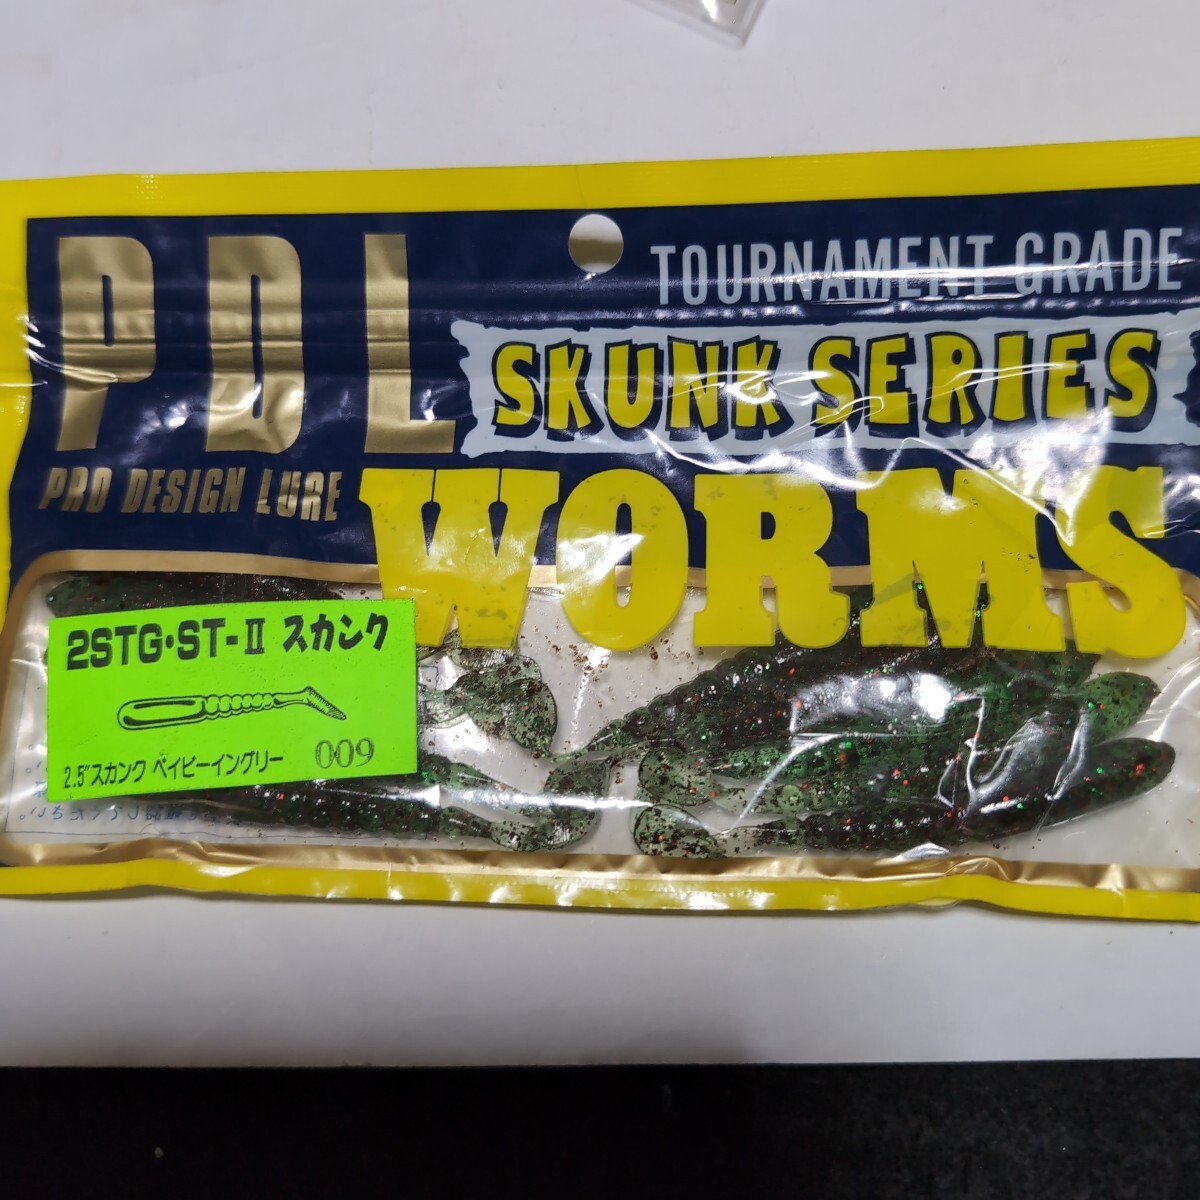 PDL
PRO DESIGN LURE
TOURNAMENT GRADE
SKUNK SERIES
WORMS
2STG・ST-Ⅱ スカンク
2.5"スカンク ベイビーイングリー 009